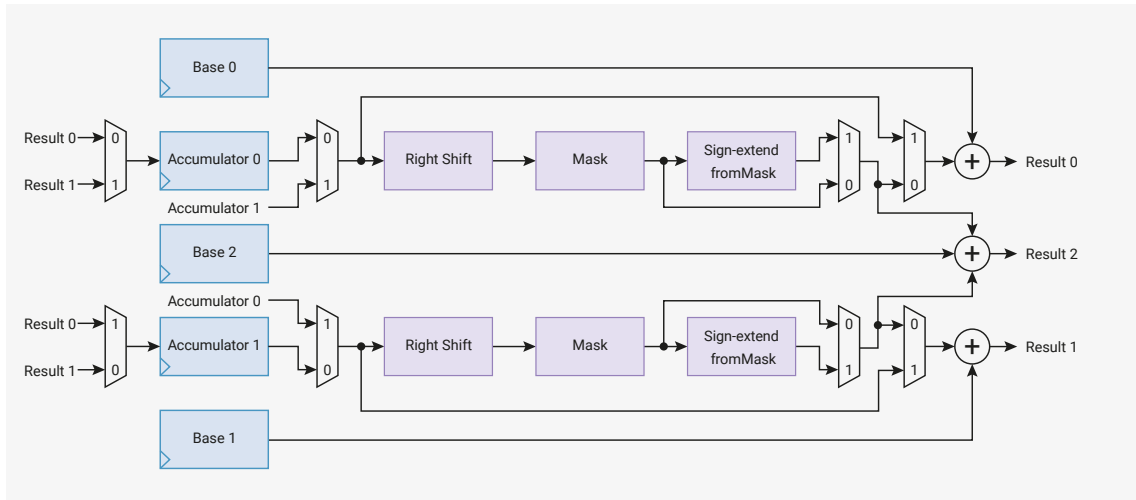 Base 0
Result 0
0
Accumulator 0
0
Right Shift
Mask
Sign-extend
fromMask
1
1
Result 1
1
1
0
0
+
Result 0
Accumulator 1
Base 2
+
Result 2
Accumulator 0
Result 0
1
Accumulator 1
1
Right Shift
Mask
Sign-extend
fromMask
0
0
Result 1
0
0
1
1
+
Result 1
Base 1